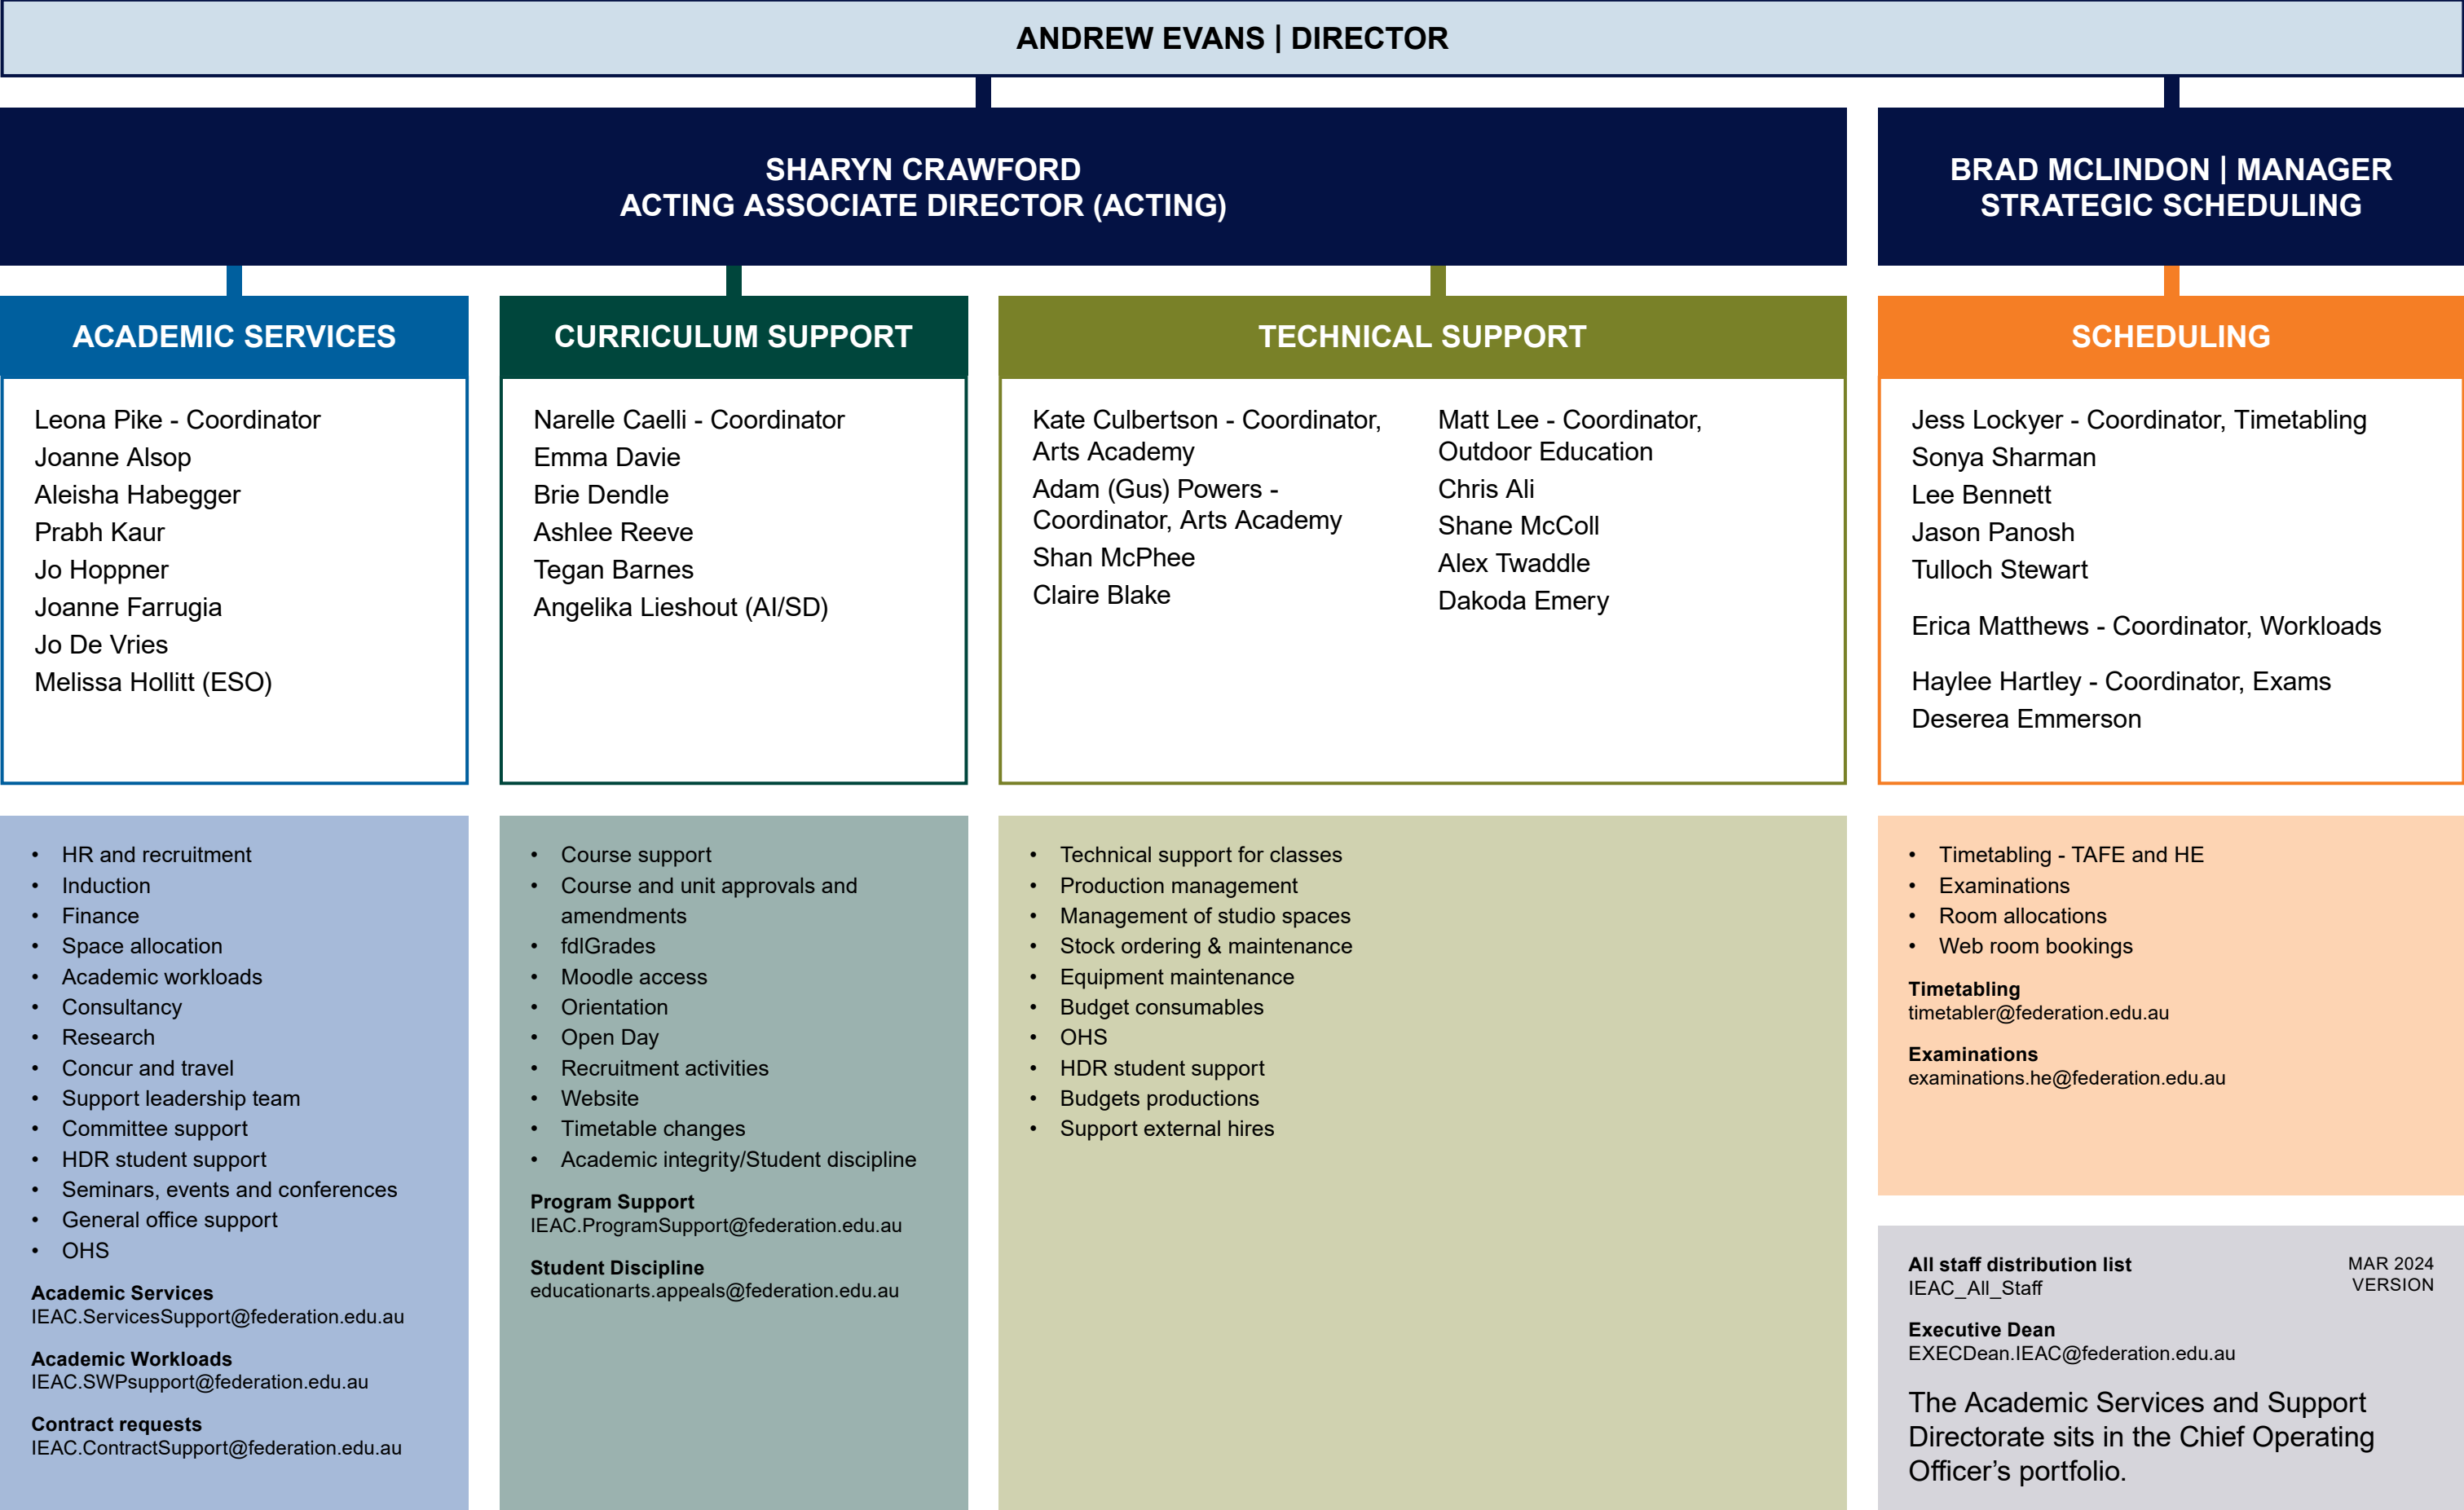 ANDREW EVANS | DIRECTOR
SHARYN CRAWFORD
ACTING ASSOCIATE DIRECTOR (ACTING)
BRAD MCLINDON | MANAGER
STRATEGIC SCHEDULING
ACADEMIC SERVICES
Leona Pike - Coordinator
Joanne Alsop
Aleisha Habegger
Prabh Kaur
Jo Hoppner
Joanne Farrugia
Jo De Vries
Melissa Hollitt (ESO)
• HR and recruitment
• Induction
• Finance
• Space allocation
• Academic workloads
• Consultancy
• Research
• Concur and travel
• Support leadership team
• Committee support
• HDR student support
• Seminars, events and conferences
• General office support
• OHS
Academic Services
IEAC.ServicesSupport@federation.edu.au
Academic Workloads
IEAC.SWPsupport@federation.edu.au
Contract requests
IEAC.ContractSupport@federation.edu.au
CURRICULUM SUPPORT
Narelle Caelli - Coordinator
Emma Davie
Brie Dendle
Ashlee Reeve
Tegan Barnes
Angelika Lieshout (AI/SD)
• Course support
• Course and unit approvals and
amendments
• fdlGrades
• Moodle access
• Orientation
• Open Day
• Recruitment activities
• Website
• Timetable changes
• Academic integrity/Student discipline
Program Support
IEAC.ProgramSupport@federation.edu.au
Student Discipline
educationarts.appeals@federation.edu.au
TECHNICAL SUPPORT
Kate Culbertson - Coordinator,
Arts Academy
Adam (Gus) Powers -
Coordinator, Arts Academy
Shan McPhee
Claire Blake
Matt Lee - Coordinator,
Outdoor Education
Chris Ali
Shane McColl
Alex Twaddle
Dakoda Emery
• Technical support for classes
• Production management
• Management of studio spaces
• Stock ordering & maintenance
• Equipment maintenance
• Budget consumables
• OHS
• HDR student support
• Budgets productions
• Support external hires
SCHEDULING
Jess Lockyer - Coordinator, Timetabling
Sonya Sharman
Lee Bennett
Jason Panosh
Tulloch Stewart
Erica Matthews - Coordinator, Workloads
Haylee Hartley - Coordinator, Exams
Deserea Emmerson
• Timetabling - TAFE and HE
• Examinations
• Room allocations
• Web room bookings
Timetabling
timetabler@federation.edu.au
Examinations
examinations.he@federation.edu.au
All staff distribution list
IEAC_All_Staff
MAR 2024
VERSION
Executive Dean
EXECDean.IEAC@federation.edu.au
The Academic Services and Support
Directorate sits in the Chief Operating
Officer’s portfolio.